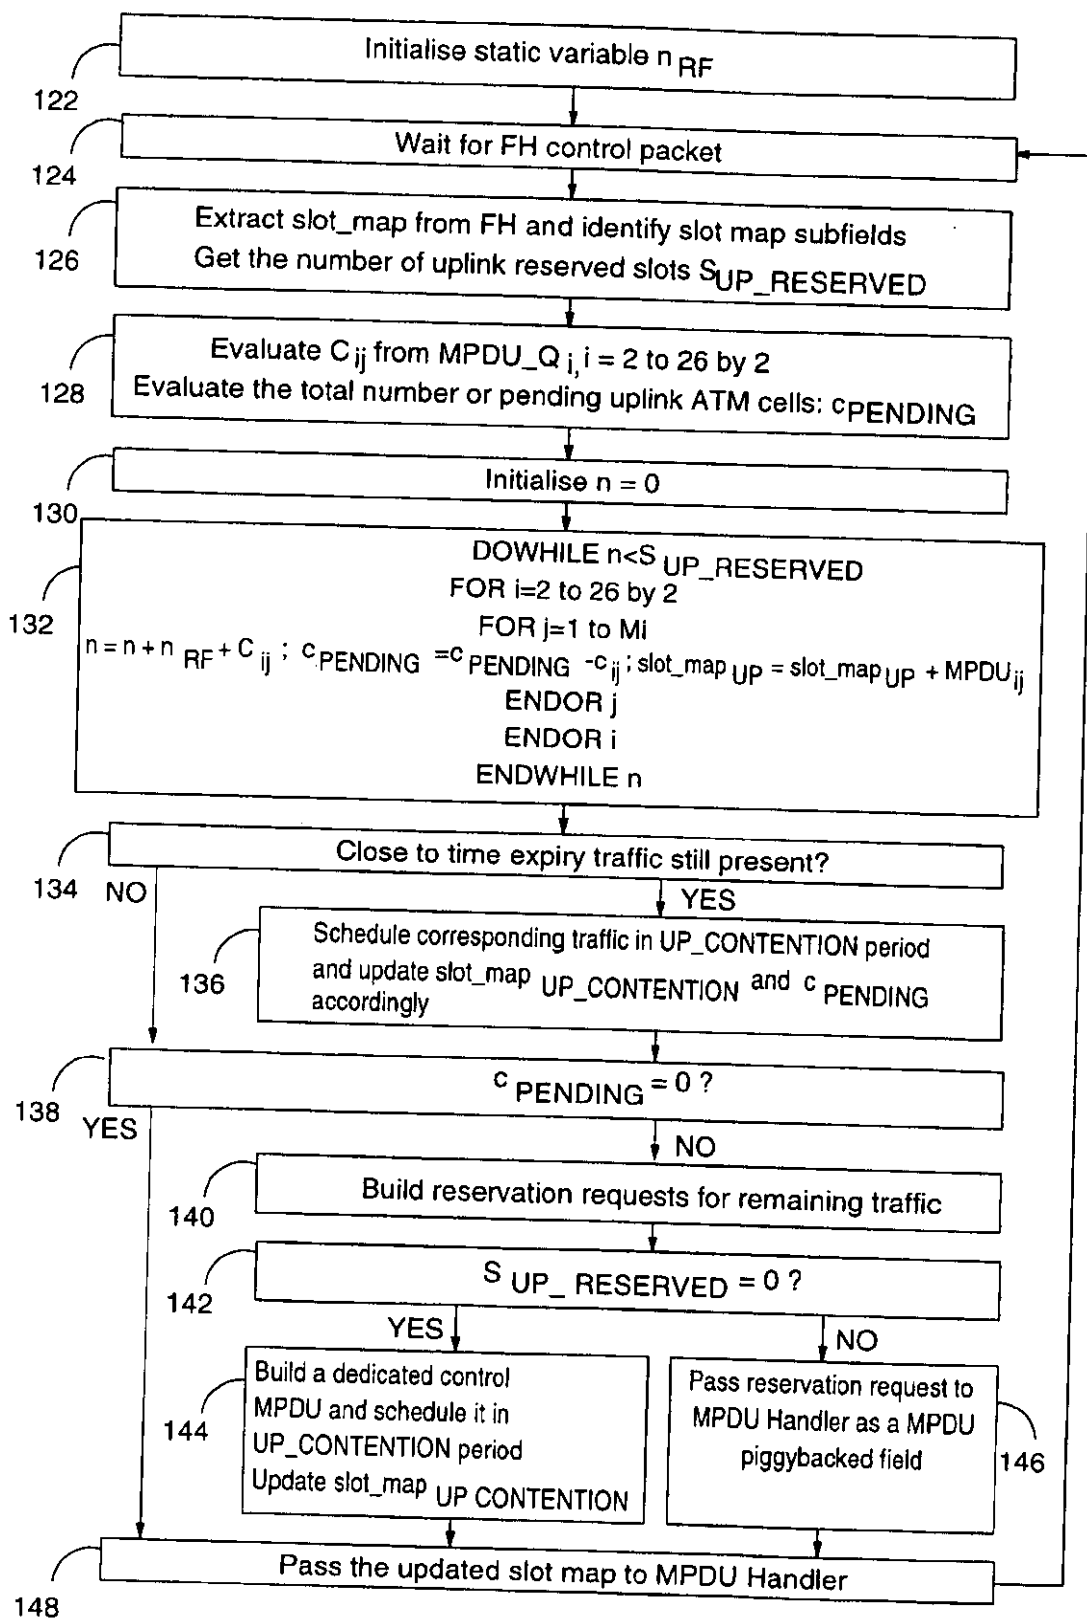 Initialise static variable n RF
122
Wait for FH control packet
124
Extract slot_map from FH and identify slot map subfields
Get the number of uplink reserved slots SUP_RESERVED
126
Evaluate C ij from MPDU_Q i, i = 2 to 26 by 2
Evaluate the total number or pending uplink ATM cells: cPENDING
128
Initialise n = 0
130
DOWHILE n<S UP_RESERVED
FOR i=2 to 26 by 2
FOR j=1 to Mi
n = n + n RF + C ij ; cPENDING =c PENDING -cij; slot_map UP = slot_map UP + MPDU ij
ENDOR j
ENDOR i
ENDWHILE n
132
Close to time expiry traffic still present?
134 NO
YES
Schedule corresponding traffic in UP_CONTENTION period
and update slot_map UP_CONTENTION and c PENDING
accordingly
136
c PENDING = 0 ?
138
YES
NO
Build reservation requests for remaining traffic
140
S UP_ RESERVED = 0 ?
142
YES
NO
Build a dedicated control
MPDU and schedule it in
UP_CONTENTION period
Update slot_map UP CONTENTION
144
Pass reservation request to
MPDU Handler as a MPDU
piggybacked field
146
Pass the updated slot map to MPDU Handler
148